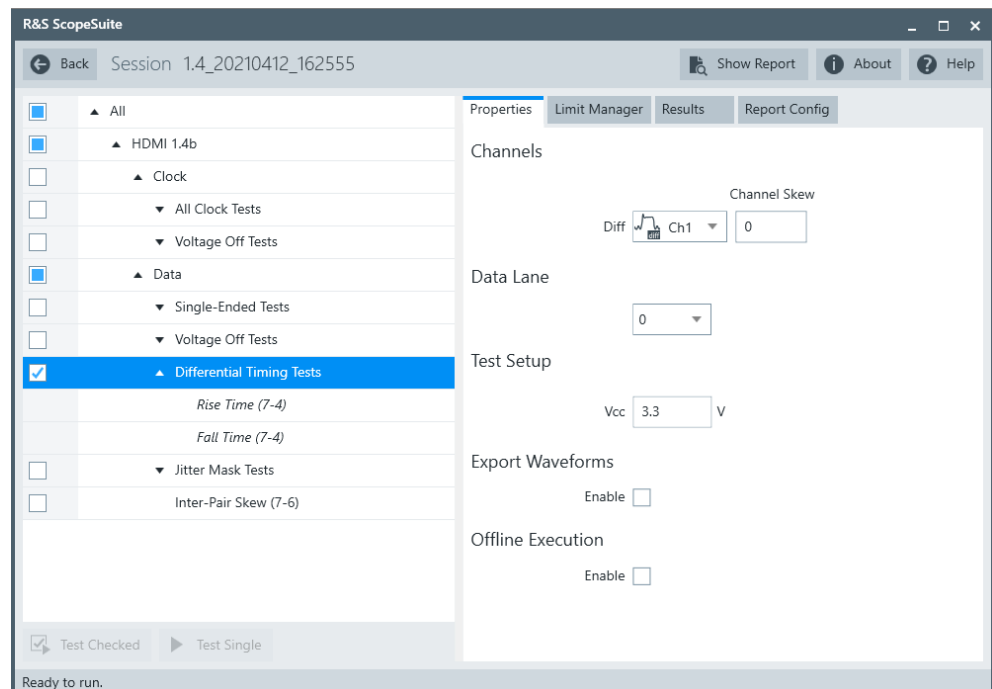 R&S ScopeSuite
Back Session 1.4_20210412_162555 Show Report About Help
All
HDMI 1.4b
Clock
All Clock Tests
Voltage Off Tests
Data
Single-Ended Tests
Voltage Off Tests
Differential Timing Tests
Rise Time (7-4)
Fall Time (7-4)
Jitter Mask Tests
Inter-Pair Skew (7-6)
Properties Limit Manager Results Report Config
Channels
Channel Skew
Diff diff Ch1 0
Data Lane
0
Test Setup
Vcc 3.3 V
Export Waveforms
Enable
Offline Execution
Enable
Test Checked Test Single
Ready to run.